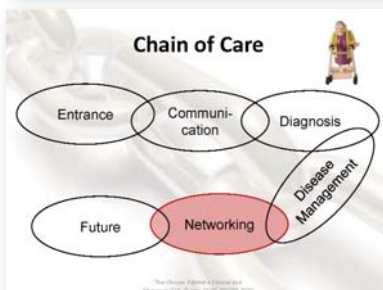 Chain of Care
Entrance
Communi-
cation
Diagnosis
Disease
Management
Networking
Future